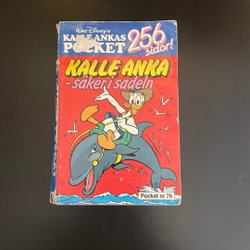 Walt Disney's
KALLE ANKAS
POCKET
256
sidor!
KALLE ANKA
-säker i sadeln
Pocket nr 76